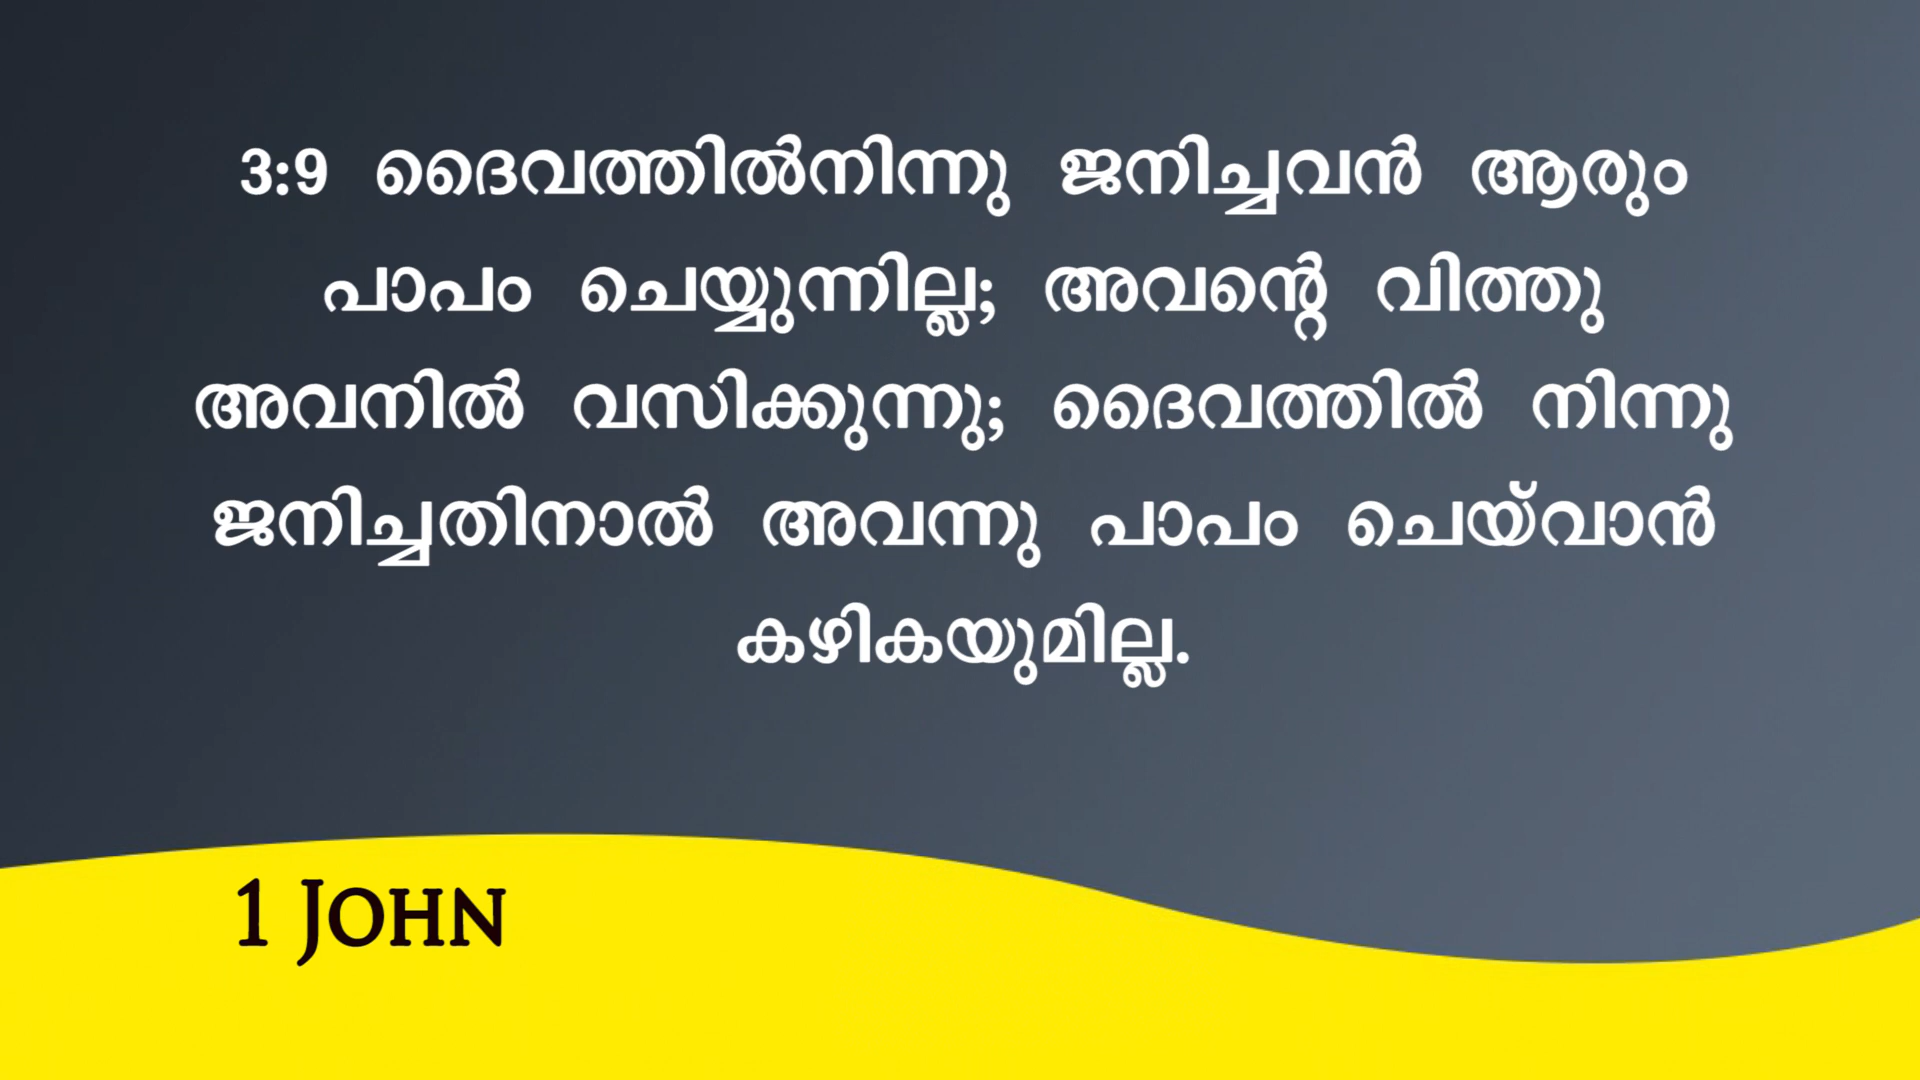 3:9 ദൈവത്തിൽനിന്നു ജനിച്ചവൻ ആരും
പാപം ചെയ്യുന്നില്ല; അവന്റെ വിത്തു
അവനിൽ വസിക്കുന്നു; ദൈവത്തിൽ നിന്നു
ജനിച്ചതിനാൽ അവന്നു പാപം ചെയ്‌വാൻ
കഴികയുമില്ല.
1 John